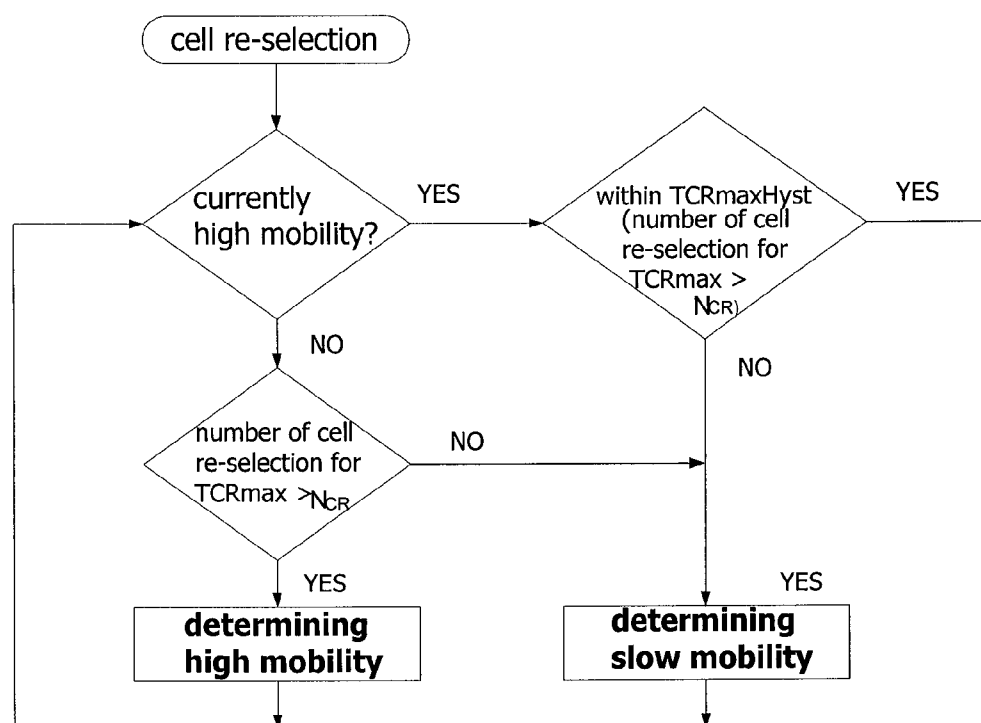 cell re-selection
currently
high mobility?
YES
within TCRmaxHyst
(number of cell
re-selection for
TCRmax >
NCR)
YES
NO
NO
number of cell
re-selection for
TCRmax >NCR
NO
YES
determining
high mobility
YES
determining
slow mobility